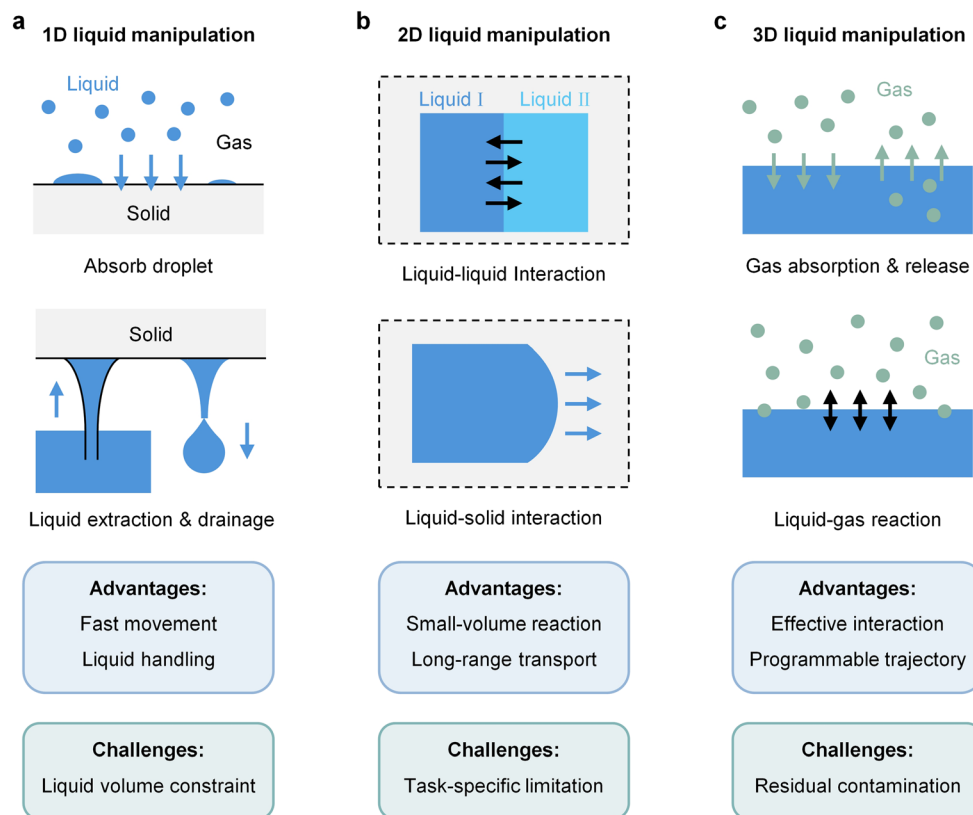 a
1D liquid manipulation
Liquid
Gas
Solid
Absorb droplet
Solid
Liquid extraction & drainage
Advantages:
Fast movement
Liquid handling
Challenges:
Liquid volume constraint
b
2D liquid manipulation
Liquid I
Liquid II
Liquid-liquid Interaction
Liquid-solid interaction
Advantages:
Small-volume reaction
Long-range transport
Challenges:
Task-specific limitation
c
3D liquid manipulation
Gas
Gas absorption & release
Gas
Liquid-gas reaction
Advantages:
Effective interaction
Programmable trajectory
Challenges:
Residual contamination